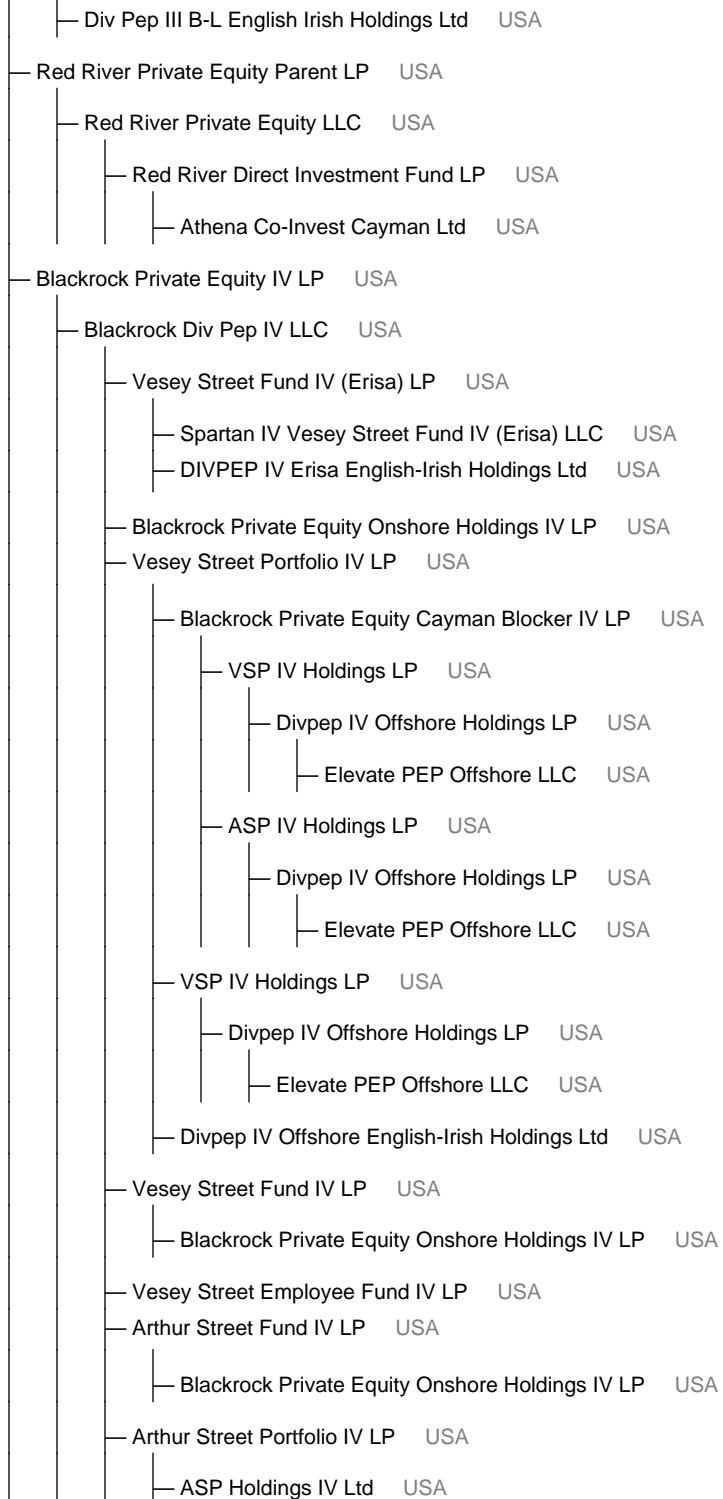 Div Pep III B-L English Irish Holdings Ltd USA
Red River Private Equity Parent LP USA
Red River Private Equity LLC USA
Red River Direct Investment Fund LP USA
Athena Co-Invest Cayman Ltd USA
Blackrock Private Equity IV LP USA
Blackrock Div Pep IV LLC USA
Vesey Street Fund IV (Erisa) LP USA
Spartan IV Vesey Street Fund IV (Erisa) LLC USA
DIVPEP IV Erisa English-Irish Holdings Ltd USA
Blackrock Private Equity Onshore Holdings IV LP USA
Vesey Street Portfolio IV LP USA
Blackrock Private Equity Cayman Blocker IV LP USA
VSP IV Holdings LP USA
Divpep IV Offshore Holdings LP USA
Elevate PEP Offshore LLC USA
ASP IV Holdings LP USA
Divpep IV Offshore Holdings LP USA
Elevate PEP Offshore LLC USA
VSP IV Holdings LP USA
Divpep IV Offshore Holdings LP USA
Elevate PEP Offshore LLC USA
Divpep IV Offshore English-Irish Holdings Ltd USA
Vesey Street Fund IV LP USA
Blackrock Private Equity Onshore Holdings IV LP USA
Vesey Street Employee Fund IV LP USA
Arthur Street Fund IV LP USA
Blackrock Private Equity Onshore Holdings IV LP USA
Arthur Street Portfolio IV LP USA
ASP Holdings IV Ltd USA